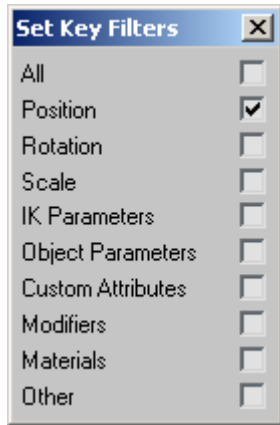 Set Key Filters
All
Position
Rotation
Scale
IK Parameters
Object Parameters
Custom Attributes
Modifiers
Materials
Other